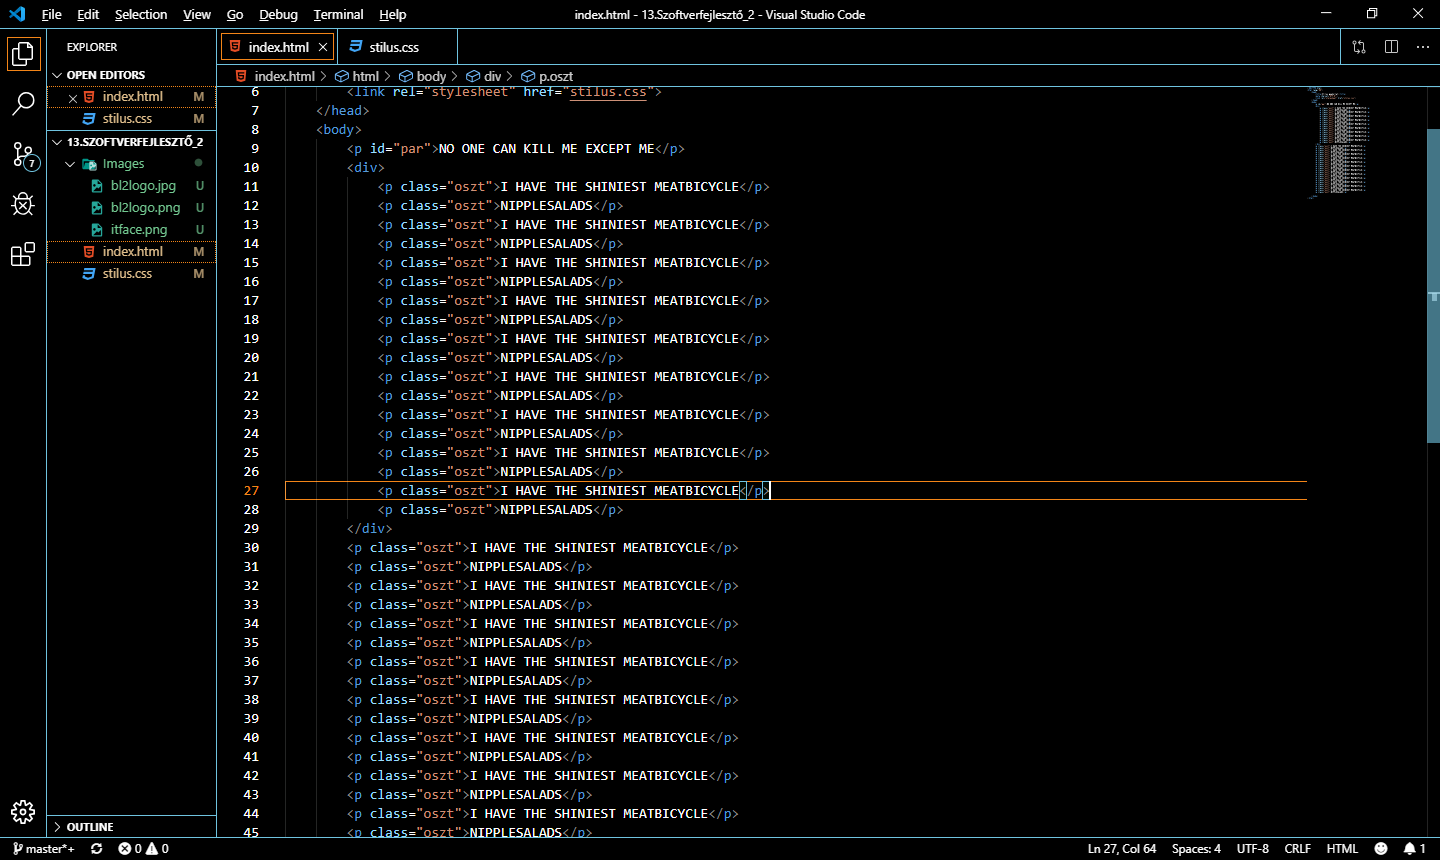 File Edit Selection View Go Debug Terminal Help index.html - 13.Szoftverfejlesztő_2 - Visual Studio Code
EXPLORER
OPEN EDITORS
index.html M
stilus.css M
13.SZOFTVERFEJLESZTŐ_2
Images
bl2logo.jpg U
bl2logo.png U
itface.png U
index.html M
stilus.css M
OUTLINE
7
index.html stilus.css
index.html > html > body > div > p.oszt
6 <link rel="stylesheet" href="stilus.css">
7 </head>
8 <body>
9 <p id="par">NO ONE CAN KILL ME EXCEPT ME</p>
10 <div>
11 <p class="oszt">I HAVE THE SHINIEST MEATBICYCLE</p>
12 <p class="oszt">NIPPLESALADS</p>
13 <p class="oszt">I HAVE THE SHINIEST MEATBICYCLE</p>
14 <p class="oszt">NIPPLESALADS</p>
15 <p class="oszt">I HAVE THE SHINIEST MEATBICYCLE</p>
16 <p class="oszt">NIPPLESALADS</p>
17 <p class="oszt">I HAVE THE SHINIEST MEATBICYCLE</p>
18 <p class="oszt">NIPPLESALADS</p>
19 <p class="oszt">I HAVE THE SHINIEST MEATBICYCLE</p>
20 <p class="oszt">NIPPLESALADS</p>
21 <p class="oszt">I HAVE THE SHINIEST MEATBICYCLE</p>
22 <p class="oszt">NIPPLESALADS</p>
23 <p class="oszt">I HAVE THE SHINIEST MEATBICYCLE</p>
24 <p class="oszt">NIPPLESALADS</p>
25 <p class="oszt">I HAVE THE SHINIEST MEATBICYCLE</p>
26 <p class="oszt">NIPPLESALADS</p>
27 <p class="oszt">I HAVE THE SHINIEST MEATBICYCLE</p>
28 <p class="oszt">NIPPLESALADS</p>
29 </div>
30 <p class="oszt">I HAVE THE SHINIEST MEATBICYCLE</p>
31 <p class="oszt">NIPPLESALADS</p>
32 <p class="oszt">I HAVE THE SHINIEST MEATBICYCLE</p>
33 <p class="oszt">NIPPLESALADS</p>
34 <p class="oszt">I HAVE THE SHINIEST MEATBICYCLE</p>
35 <p class="oszt">NIPPLESALADS</p>
36 <p class="oszt">I HAVE THE SHINIEST MEATBICYCLE</p>
37 <p class="oszt">NIPPLESALADS</p>
38 <p class="oszt">I HAVE THE SHINIEST MEATBICYCLE</p>
39 <p class="oszt">NIPPLESALADS</p>
40 <p class="oszt">I HAVE THE SHINIEST MEATBICYCLE</p>
41 <p class="oszt">NIPPLESALADS</p>
42 <p class="oszt">I HAVE THE SHINIEST MEATBICYCLE</p>
43 <p class="oszt">NIPPLESALADS</p>
44 <p class="oszt">I HAVE THE SHINIEST MEATBICYCLE</p>
45 <p class="oszt">NIPPLESALADS</p>
master*+ 0 0 Ln 27, Col 64 Spaces: 4 UTF-8 CRLF HTML 1